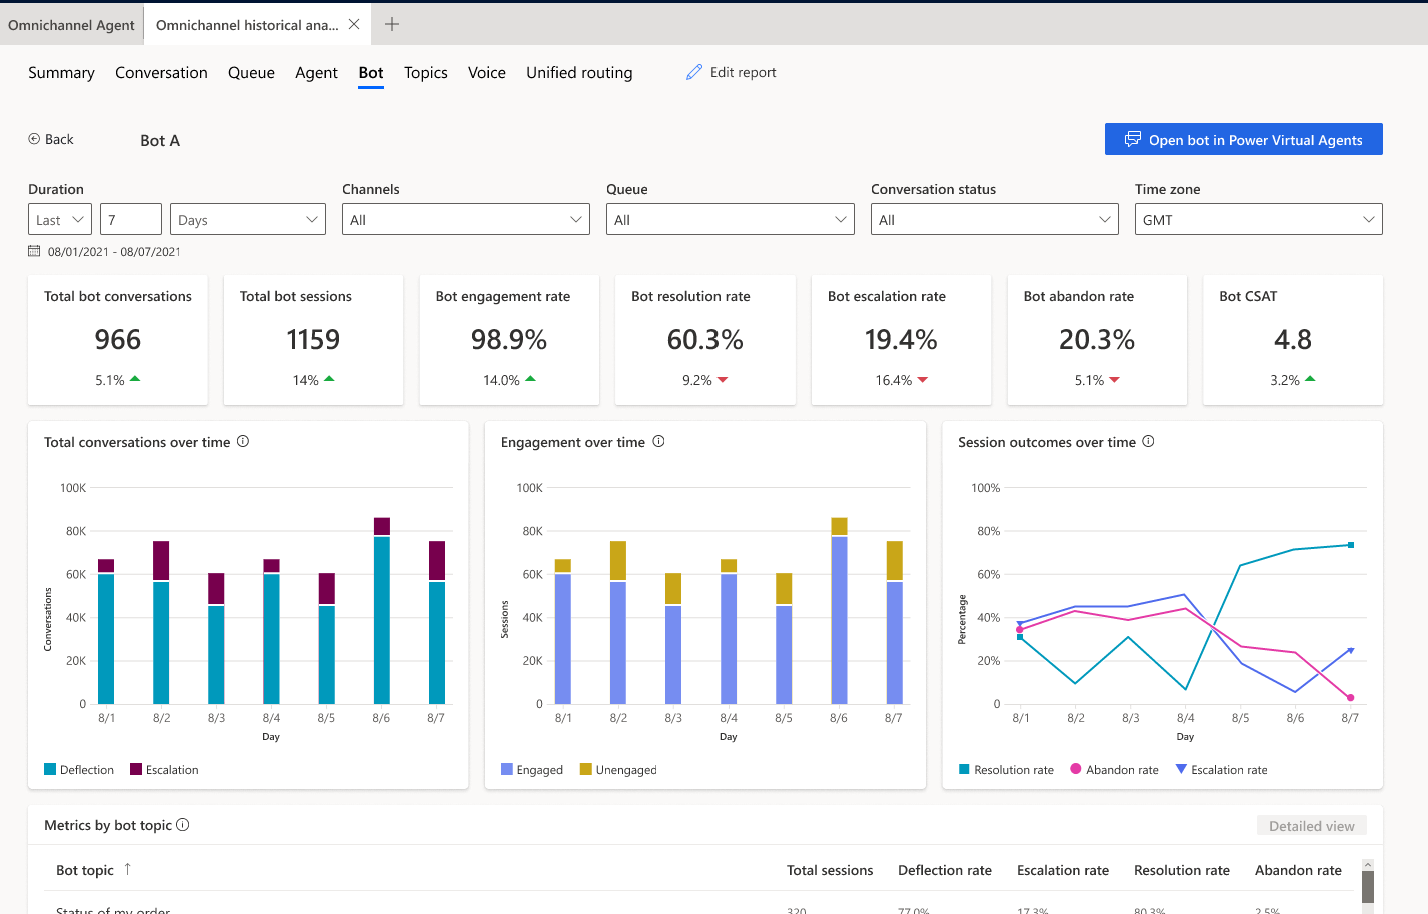 Omnichannel Agent
Omnichannel historical ana...
Summary Conversation Queue Agent Bot Topics Voice Unified routing Edit report
Back Bot A Open bot in Power Virtual Agents
Duration Channels Queue Conversation status Time zone
Last 7 Days All All All GMT
08/01/2021 - 08/07/2021
Total bot conversations
966
5.1%
Total bot sessions
1159
14%
Bot engagement rate
98.9%
14.0%
Bot resolution rate
60.3%
9.2%
Bot escalation rate
19.4%
16.4%
Bot abandon rate
20.3%
5.1%
Bot CSAT
4.8
3.2%
Total conversations over time
Conversations
100K
80K
60K
40K
20K
0
8/1 8/2 8/3 8/4 8/5 8/6 8/7
Day
Deflection Escalation
Engagement over time
Sessions
100K
80K
60K
40K
20K
0
8/1 8/2 8/3 8/4 8/5 8/6 8/7
Day
Engaged Unengaged
Session outcomes over time
Percentage
100%
80%
60%
40%
20%
0
8/1 8/2 8/3 8/4 8/5 8/6 8/7
Day
Resolution rate Abandon rate Escalation rate
Metrics by bot topic Detailed view
Bot topic Total sessions Deflection rate Escalation rate Resolution rate Abandon rate
Status of my order 320 77.0% 17.3% 80.3% 2.5%